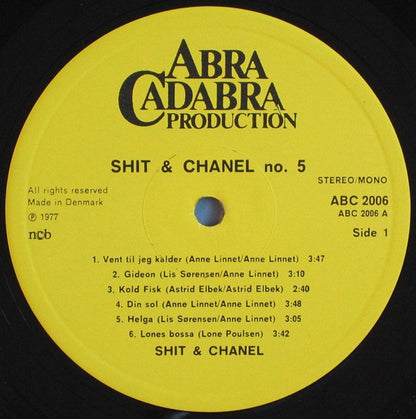 ABRA
CADABRA
PRODUCTION
SHIT & CHANEL no. 5
STEREO/MONO
All rights reserved
Made in Denmark
ABC 2006
ABC 2006 A
℗ 1977
ncb
Side 1
1. Vent til jeg kalder (Anne Linnet/Anne Linnet) 3:47
2. Gideon (Lis Sørensen/Anne Linnet) 3:10
3. Kold Fisk (Astrid Elbek/Astrid Elbek) 2:40
4. Din sol (Anne Linnet/Anne Linnet) 3:48
5. Helga (Lis Sørensen/Anne Linnet) 3:05
6. Lones bossa (Lone Poulsen) 3:42
SHIT & CHANEL